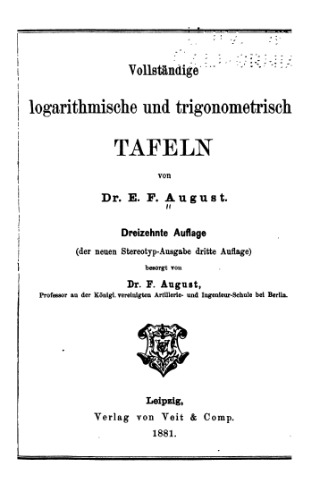 CALIFORNIA
Vollständige
logarithmische und trigonometrisch
TAFELN
von
Dr. E. F. August.
Dreizehnte Auflage
(der neuen Stereotyp-Ausgabe dritte Auflage)
besorgt von
Dr. F. August,
Professor an der Königl. vereinigten Artillerie- und Ingenieur-Schule bei Berlin.
Leipzig,
Verlag von Veit & Comp.
1881.